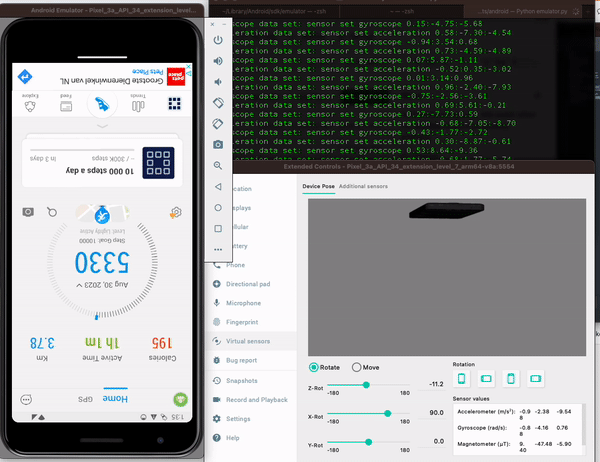 Android Emulator - Pixel_3a_API_34_extension_level...
Grootste Dierenwinkel van NL
Pets Place
Explore
Feed
Trends
10 000 steps a day
~ / 300K steps
In 3 days
Level: Lightly Active
Step Goal: 10000
5330
Aug 30, 2023
3.78
1h 1m
195
Km
Active Time
Calories
GPS
Home
1:35
~/Library/Android/sdk/emulator — -zsh
~ — -zsh
..ts/android — Python emulator.py
oscope data set: sensor set gyroscope 0.15:-4.75:-5.68
eleration data set: sensor set acceleration 0.58:-7.30:-4.54
oscope data set: sensor set gyroscope -0.94:3.54:0.68
eleration data set: sensor set acceleration 0.73:-4.59:-4.89
oscope data set: sensor set gyroscope 0.07:5.87:-1.11
eleration data set: sensor set acceleration -0.52:0.35:-3.02
oscope data set: sensor set gyroscope 0.01:3.14:0.96
eleration data set: sensor set acceleration 0.96:-2.40:-7.93
oscope data set: sensor set gyroscope -0.75:-2.56:-3.61
eleration data set: sensor set acceleration 0.69:5.61:-0.21
oscope data set: sensor set gyroscope 0.27:-7.73:0.59
eleration data set: sensor set acceleration -0.68:-7.05:-8.70
oscope data set: sensor set gyroscope -0.43:-1.77:-2.72
eleration data set: sensor set acceleration 0.30:-8.87:-0.61
oscope data set: sensor set gyroscope 0.53:8.64:-9.36
Extended Controls - Pixel_3a_API_34_extension_level_7_arm64-v8a:5554
ocation
isplays
ellular
attery
Phone
Directional pad
Microphone
Fingerprint
Virtual sensors
Bug report
Snapshots
Record and Playback
Settings
Help
Device Pose
Additional sensors
Rotate
Move
Z-Rot
-180
180
-11.2
X-Rot
-180
180
90.0
Y-Rot
-180
180
0.0
Rotation
Sensor values
Accelerometer (m/s²):
-0.9
8
-2.38
-9.54
Gyroscope (rad/s):
-0.8
8
-4.16
0.76
Magnetometer (μT):
9.
40
-47.48
-5.90